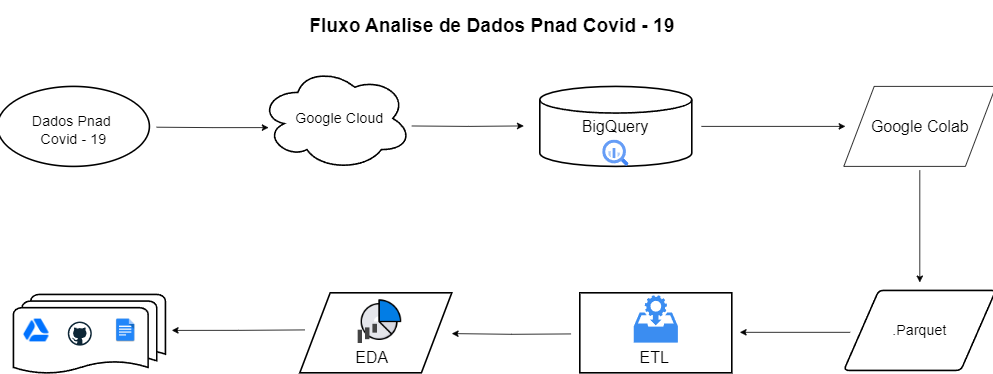 Fluxo Analise de Dados Pnad Covid - 19
Dados Pnad
Covid - 19
Google Cloud
BigQuery
Google Colab
.Parquet
ETL
EDA